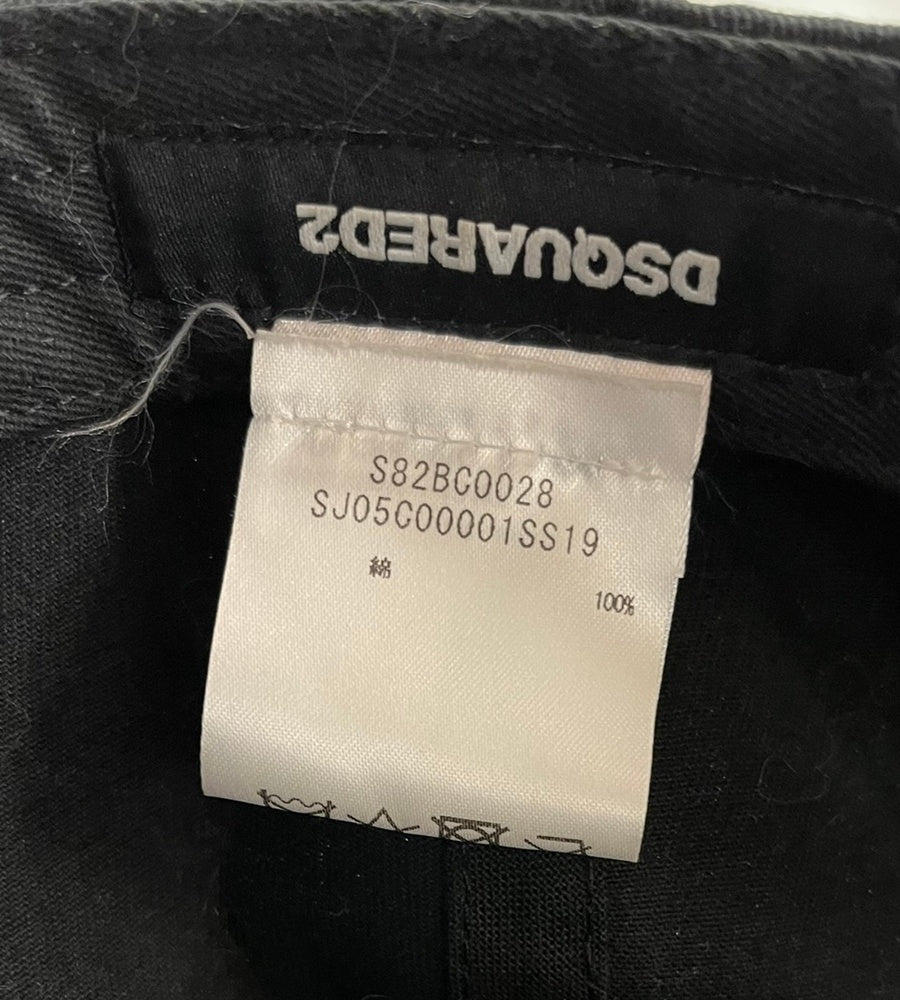 DSQUARED2
S82BC0028
SJ05C00001SS19
綿
100%